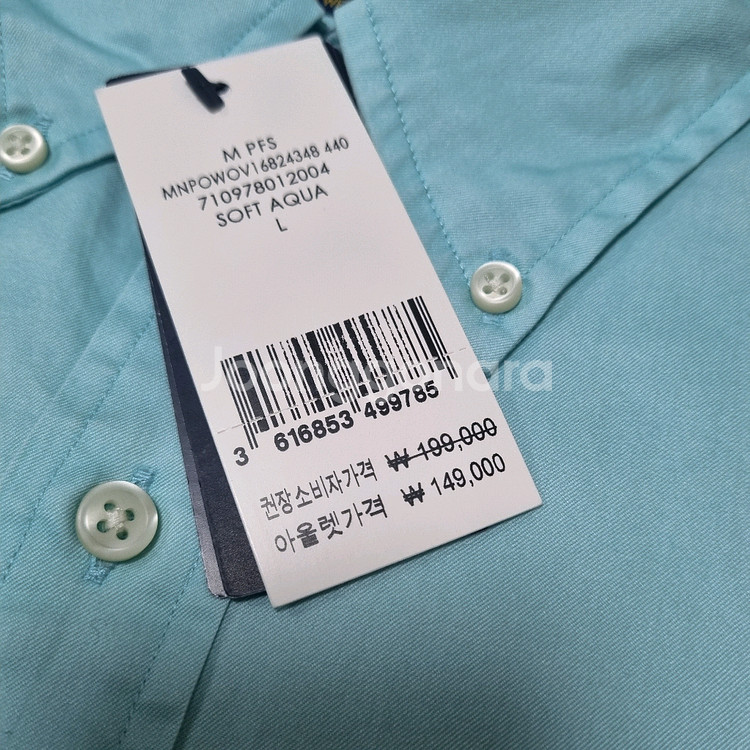 M PFS
MNPOWOV16824348 440
710978012004
SOFT AQUA
L
3 616853 499785
권장소비자가격 ₩ 199,000
아울렛가격 ₩ 149,000